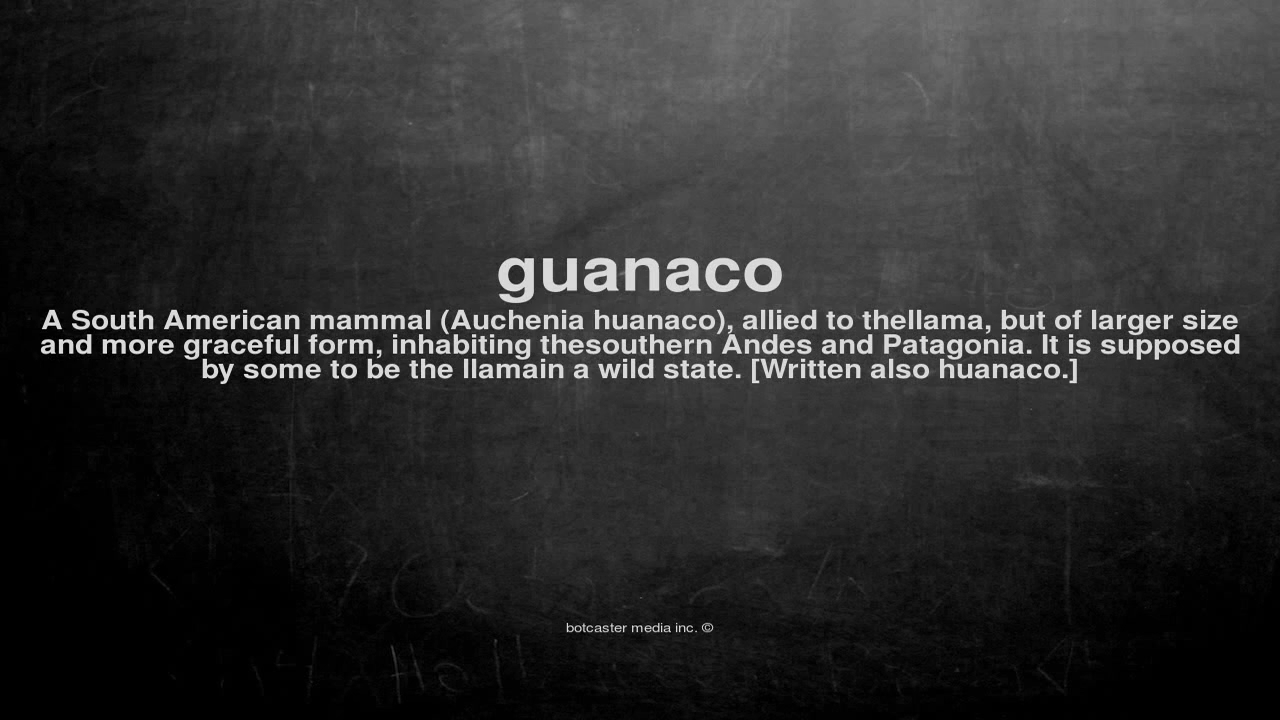 guanaco
A South American mammal (Auchenia huanaco), allied to thellama, but of larger size
and more graceful form, inhabiting thesouthern Andes and Patagonia. It is supposed
by some to be the llamain a wild state. [Written also huanaco.]
botcaster media inc. ©